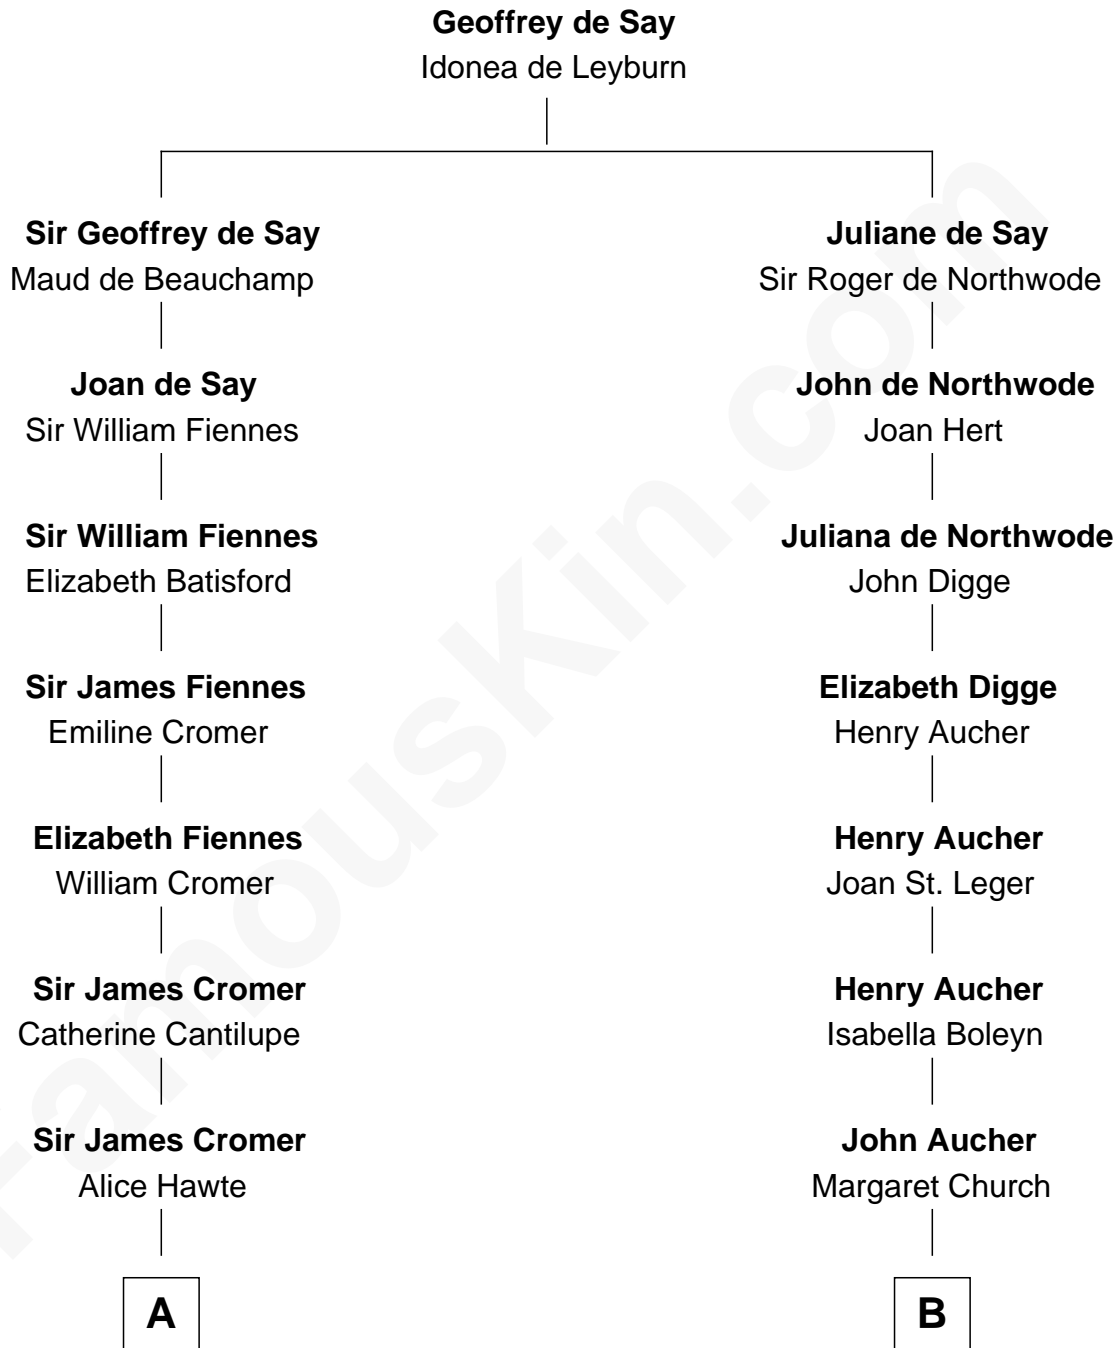 Geoffrey de Say
Idonea de Leyburn
Sir Geoffrey de Say
Maud de Beauchamp
Juliane de Say
Sir Roger de Northwode
Joan de Say
Sir William Fiennes
John de Northwode
Joan Hert
Sir William Fiennes
Elizabeth Batisford
Juliana de Northwode
John Digge
Sir James Fiennes
Emiline Cromer
Elizabeth Digge
Henry Aucher
Elizabeth Fiennes
William Cromer
Henry Aucher
Joan St. Leger
Sir James Cromer
Catherine Cantilupe
Henry Aucher
Isabella Boleyn
Sir James Cromer
Alice Hawte
John Aucher
Margaret Church
A
B
FamousKin.com